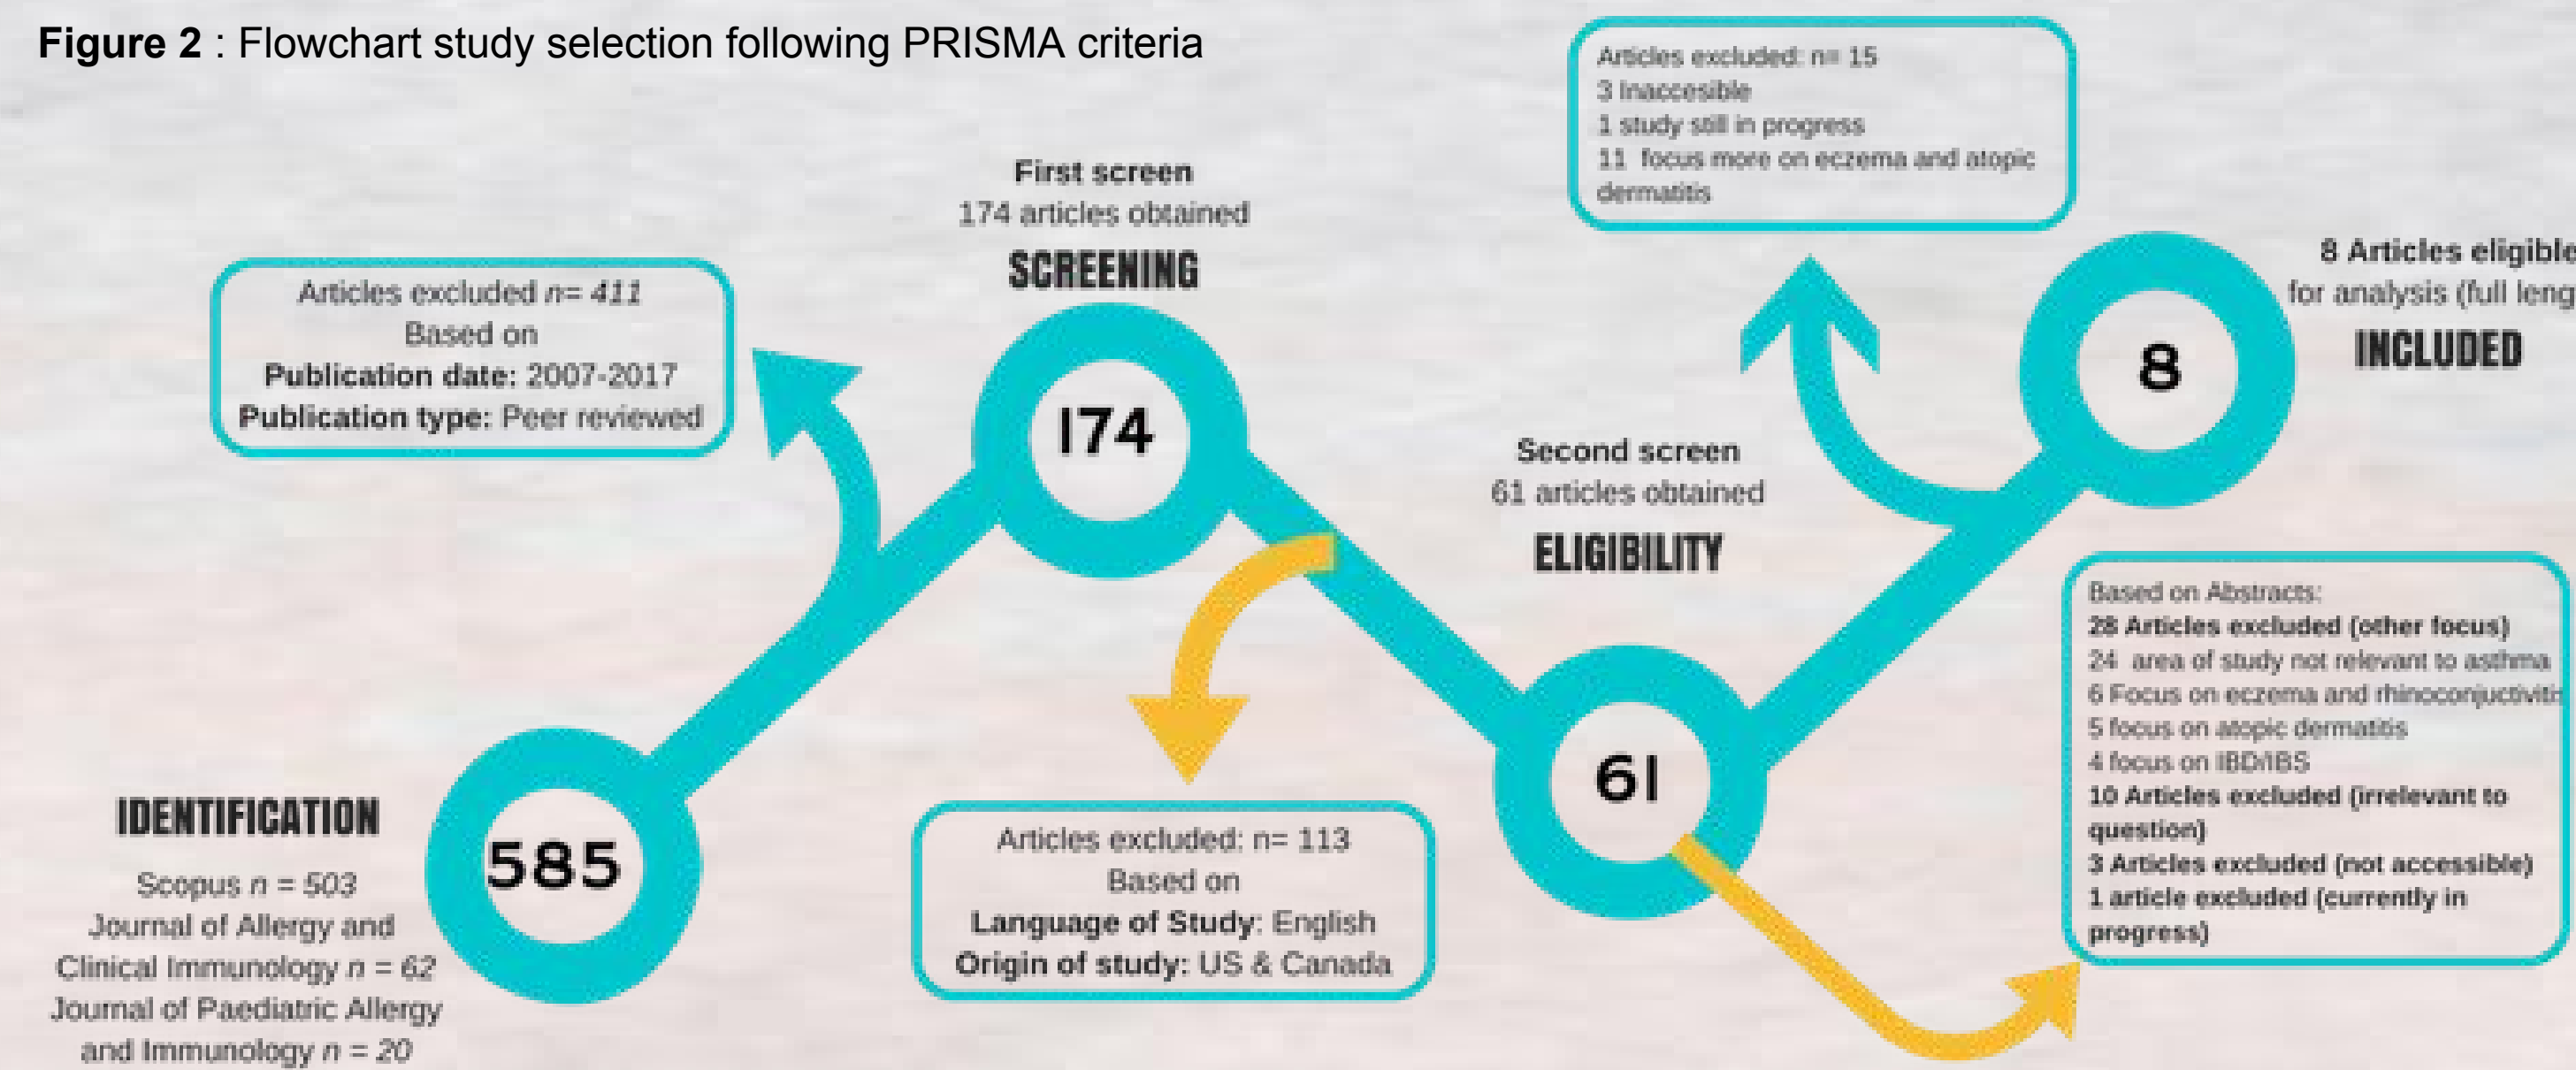 Figure 2 : Flowchart study selection following PRISMA criteria
Articles excluded: n= 15
3 Inaccesible
1 study still in progress
11 focus more on eczema and atopic
dermatitis
First screen
174 articles obtained
SCREENING
174
Articles excluded n= 411
Based on
Publication date: 2007-2017
Publication type: Peer reviewed
8 Articles eligible
for analysis (full leng
INCLUDED
8
Second screen
61 articles obtained
ELIGIBILITY
61
Based on Abstracts:
28 Articles excluded (other focus)
24 area of study not relevant to asthma
6 Focus on eczema and rhinoconjuctivitis
5 focus on atopic dermatitis
4 focus on IBD/IBS
10 Articles excluded (irrelevant to
question)
3 Articles excluded (not accessible)
1 article excluded (currently in
progress)
IDENTIFICATION
585
Scopus n = 503
Journal of Allergy and
Clinical Immunology n = 62
Journal of Paediatric Allergy
and Immunology n = 20
Articles excluded: n= 113
Based on
Language of Study: English
Origin of study: US & Canada